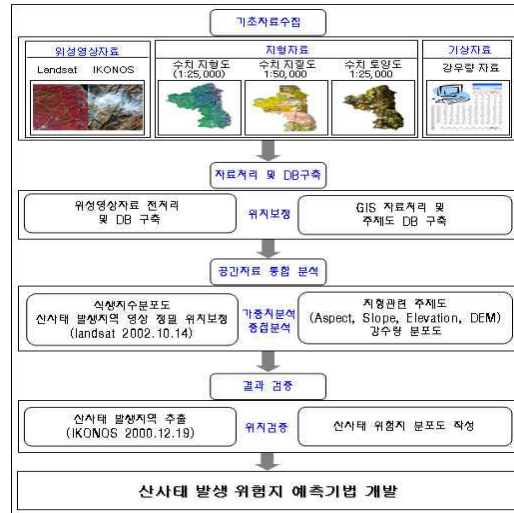 기초자료수집
위성영상자료
Landsat IKONOS
지형자료
수치 지형도
(1:25,000)
수치 지질도
1:50,000
수치 토양도
1:25,000
기상자료
강우량 자료
자료처리 및 DB구축
위성영상자료 전처리
및 DB 구축
위치보정
GIS 자료처리 및
주제도 DB 구축
공간자료 통합 분석
식생지수분포도
산사태 발생지역 영상 정밀 위치보정
(landsat 2002.10.14)
가중치분석
중첩분석
지형관련 주제도
(Aspect, Slope, Elevation, DEM)
강수량 분포도
결과 검증
산사태 발생지역 추출
(IKONOS 2000.12.19)
위치검증
산사태 위험지 분포도 작성
산사태 발생 위험지 예측기법 개발